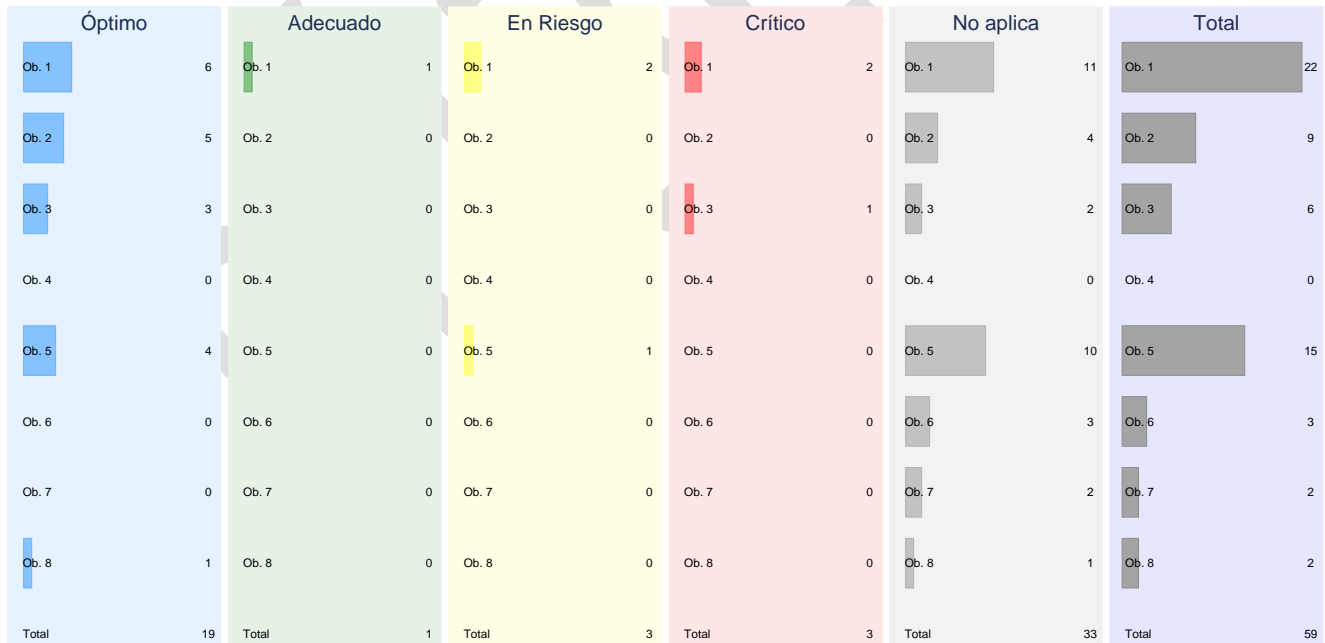 Óptimo Adecuado En Riesgo Crítico No aplica Total
Ob. 1 6 Ob. 1 1 Ob. 1 2 Ob. 1 2 Ob. 1 11 Ob. 1 22
Ob. 2 5 Ob. 2 0 Ob. 2 0 Ob. 2 0 Ob. 2 4 Ob. 2 9
Ob. 3 3 Ob. 3 0 Ob. 3 0 Ob. 3 1 Ob. 3 2 Ob. 3 6
Ob. 4 0 Ob. 4 0 Ob. 4 0 Ob. 4 0 Ob. 4 0 Ob. 4 0
Ob. 5 4 Ob. 5 0 Ob. 5 1 Ob. 5 0 Ob. 5 10 Ob. 5 15
Ob. 6 0 Ob. 6 0 Ob. 6 0 Ob. 6 0 Ob. 6 3 Ob. 6 3
Ob. 7 0 Ob. 7 0 Ob. 7 0 Ob. 7 0 Ob. 7 2 Ob. 7 2
Ob. 8 1 Ob. 8 0 Ob. 8 0 Ob. 8 0 Ob. 8 1 Ob. 8 2
Total 19 Total 1 Total 3 Total 3 Total 33 Total 59